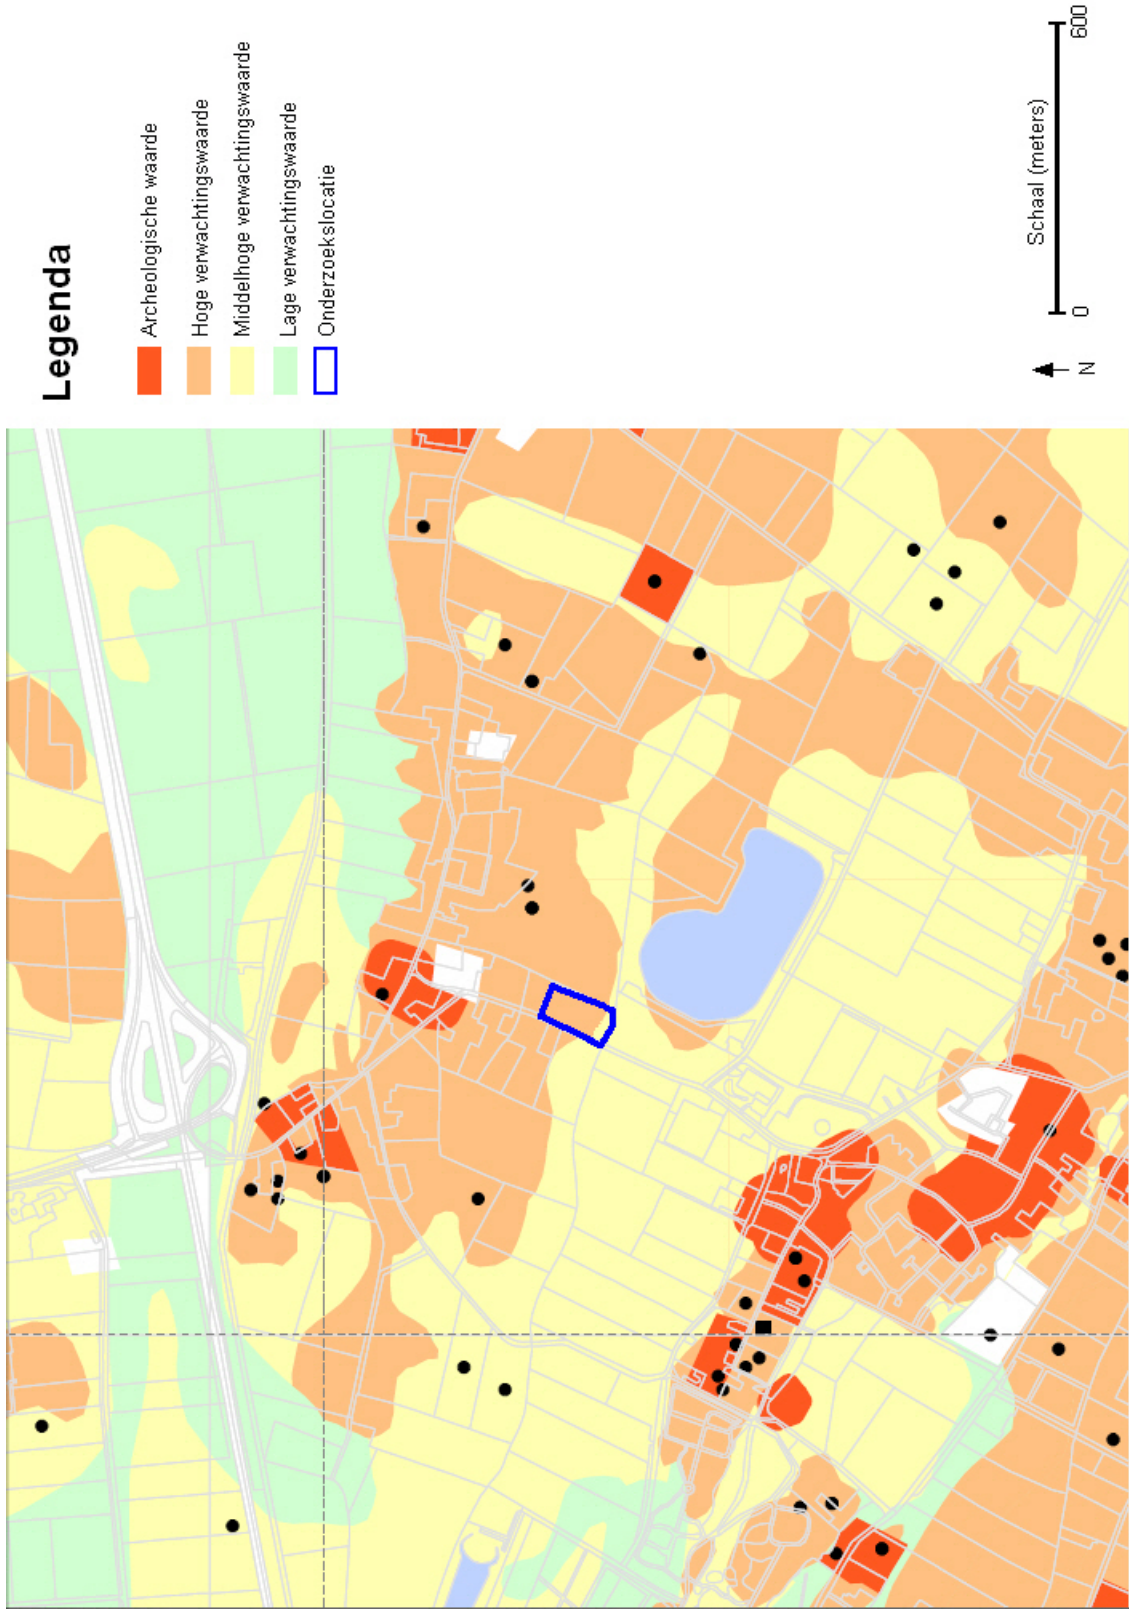 Legenda
Archeologische waarde
Hoge verwachtingswaarde
Middelhoge verwachtingswaarde
Lage verwachtingswaarde
Onderzoekslocatie
N
Schaal (meters)
0
600